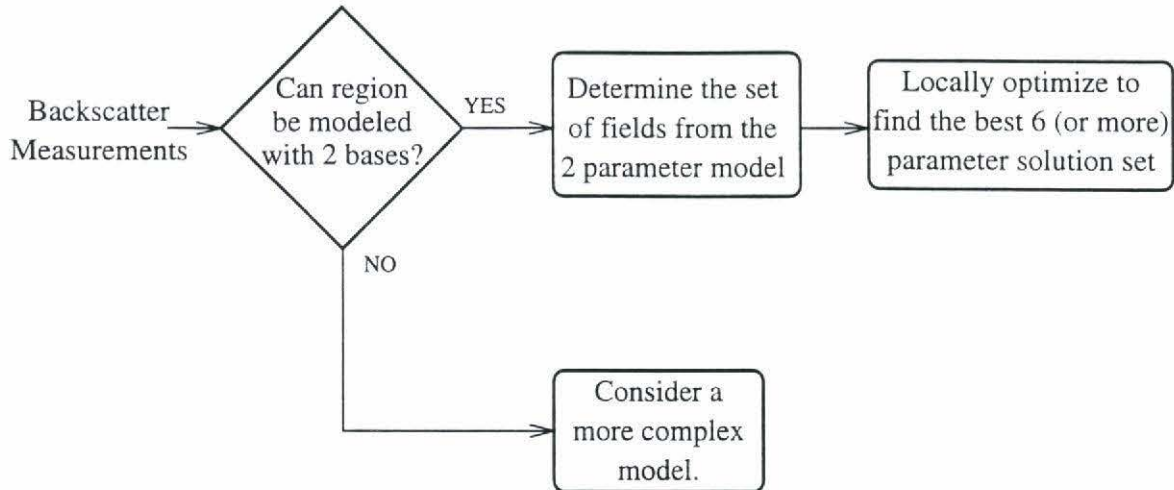 Backscatter
Measurements
Can region
be modeled
with 2 bases?
YES
Determine the set
of fields from the
2 parameter model
Locally optimize to
find the best 6 (or more)
parameter solution set
NO
Consider a
more complex
model.